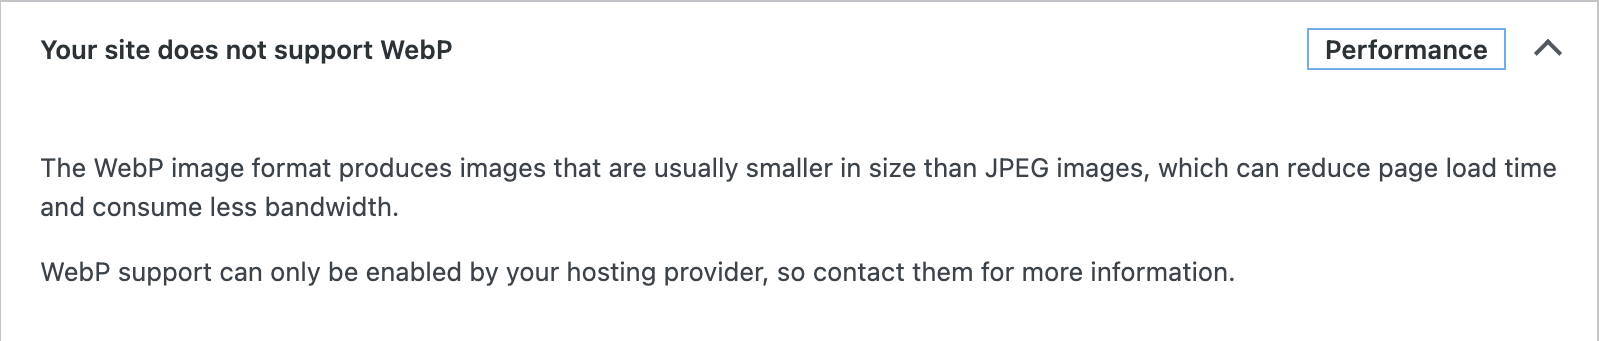 Your site does not support WebP
Performance
The WebP image format produces images that are usually smaller in size than JPEG images, which can reduce page load time
and consume less bandwidth.
WebP support can only be enabled by your hosting provider, so contact them for more information.